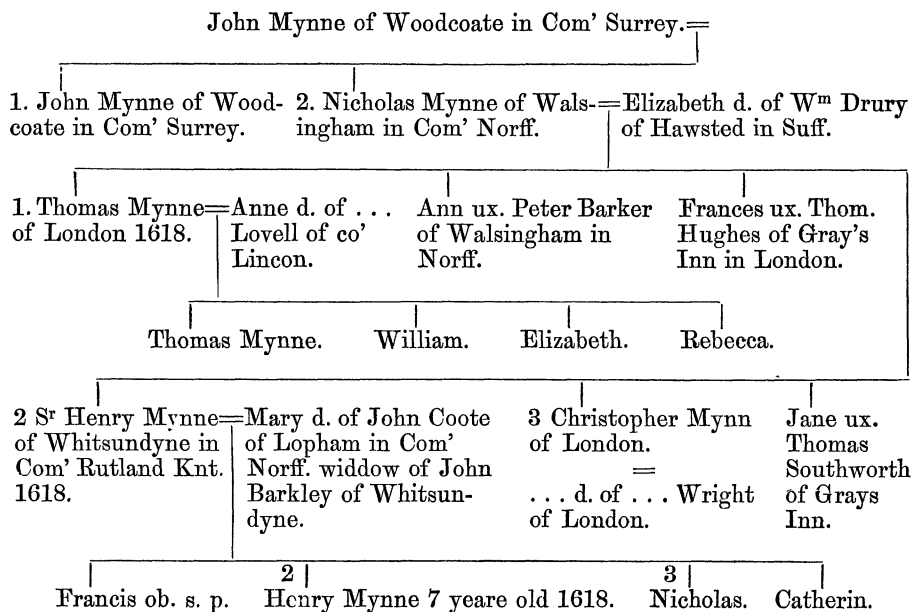 John Mynne of Woodcoate in Com' Surrey.=
1. John Mynne of Wood-
coate in Com' Surrey.
2. Nicholas Mynne of Wals-
ingham in Com' Norff.
=Elizabeth d. of Wᵐ Drury
of Hawsted in Suff.
1. Thomas Mynne=
of London 1618.
Anne d. of . . .
Lovell of co'
Lincon.
Ann ux. Peter Barker
of Walsingham in
Norff.
Frances ux. Thom.
Hughes of Gray's
Inn in London.
Thomas Mynne.
William.
Elizabeth.
Rebecca.
2 Sʳ Henry Mynne=
of Whitsundyne in
Com' Rutland Knt.
1618.
Mary d. of John Coote
of Lopham in Com'
Norff. widdow of John
Barkley of Whitsun-
dyne.
3 Christopher Mynn
of London.
=
. . . d. of . . . Wright
of London.
Jane ux.
Thomas
Southworth
of Grays
Inn.
Francis ob. s. p.
2
Henry Mynne 7 yeare old 1618.
3
Nicholas.
Catherin.